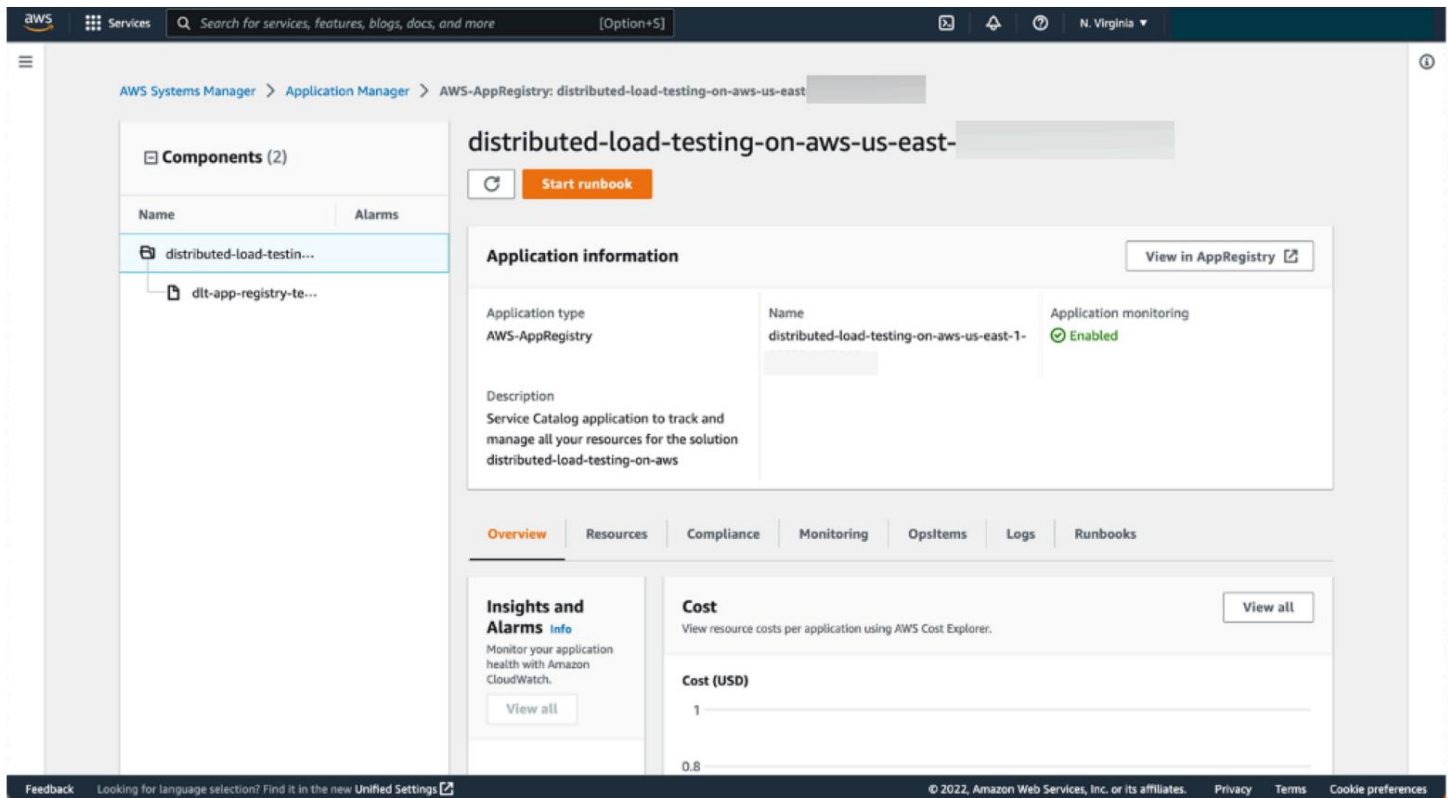 aws
Services
Search for services, features, blogs, docs, and more
[Option+S]
N. Virginia ▼
AWS Systems Manager > Application Manager > AWS-AppRegistry: distributed-load-testing-on-aws-us-east-
Components (2)
Name
Alarms
distributed-load-testin...
dlt-app-registry-te...
distributed-load-testing-on-aws-us-east-
Start runbook
Application information
View in AppRegistry
Application type
AWS-AppRegistry
Name
distributed-load-testing-on-aws-us-east-1-
Application monitoring
Enabled
Description
Service Catalog application to track and
manage all your resources for the solution
distributed-load-testing-on-aws
Overview
Resources
Compliance
Monitoring
OpsItems
Logs
Runbooks
Insights and
Alarms Info
Monitor your application
health with Amazon
CloudWatch.
View all
Cost
View resource costs per application using AWS Cost Explorer.
View all
Cost (USD)
1
0.8
Feedback
Looking for language selection? Find it in the new Unified Settings
© 2022, Amazon Web Services, Inc. or its affiliates.
Privacy
Terms
Cookie preferences